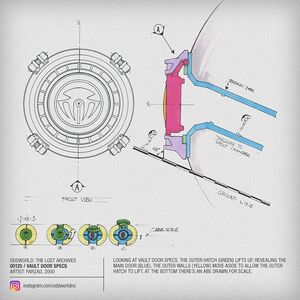 A
A
FRONT VIEW
GROUND LINE
ABE SCALE
ODDWORLD: THE LOST ARCHIVES
00125 / VAULT DOOR SPECS
ARTIST: FARZAD, 2000
instagram.com/oddworldinc
LOOKING AT VAULT DOOR SPECS. THE OUTER HATCH (GREEN) LIFTS UP, REVEALING THE
MAIN DOOR (BLUE). THE OUTER WALLS (YELLOW) MOVE ASIDE TO ALLOW THE OUTER
HATCH TO LIFT. AT THE BOTTOM THERE'S AN ABE DRAWN FOR SCALE.